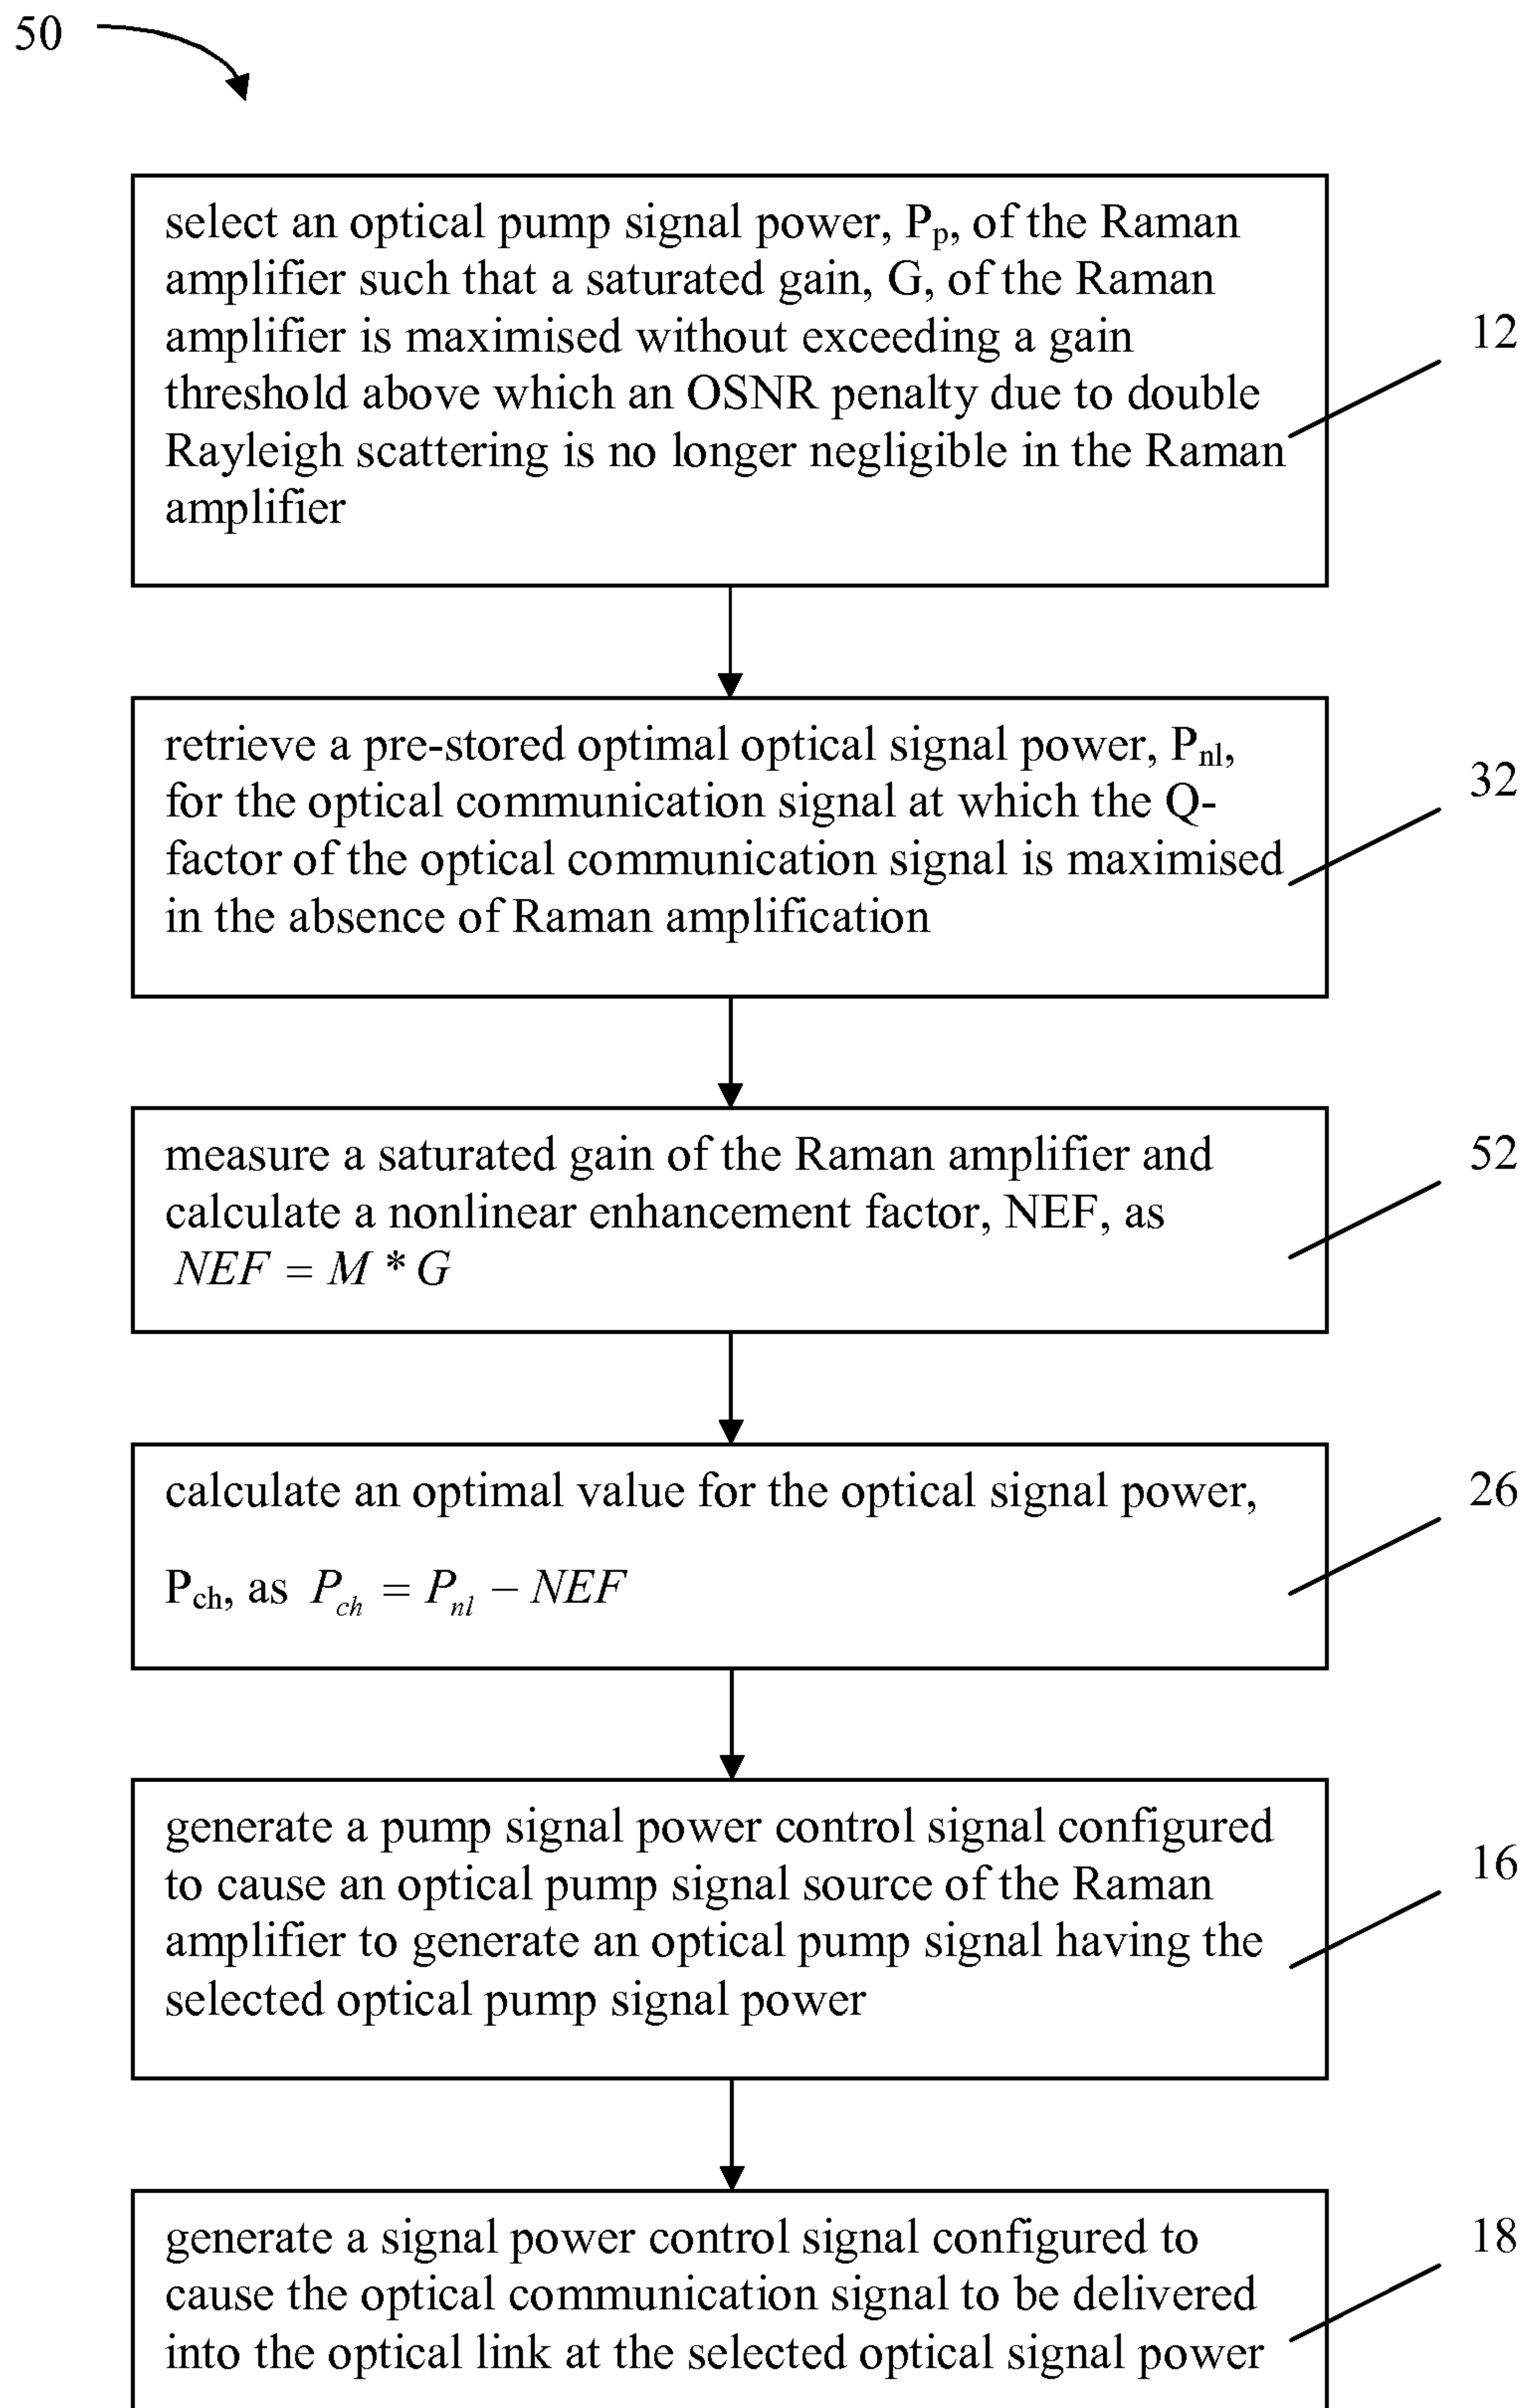 50
select an optical pump signal power, Pp, of the Raman
amplifier such that a saturated gain, G, of the Raman
amplifier is maximised without exceeding a gain
threshold above which an OSNR penalty due to double
Rayleigh scattering is no longer negligible in the Raman
amplifier
12
retrieve a pre-stored optimal optical signal power, Pnl,
for the optical communication signal at which the Q-
factor of the optical communication signal is maximised
in the absence of Raman amplification
32
measure a saturated gain of the Raman amplifier and
calculate a nonlinear enhancement factor, NEF, as
NEF = M * G
52
calculate an optimal value for the optical signal power,
Pch, as Pch = Pnl − NEF
26
generate a pump signal power control signal configured
to cause an optical pump signal source of the Raman
amplifier to generate an optical pump signal having the
selected optical pump signal power
16
generate a signal power control signal configured to
cause the optical communication signal to be delivered
into the optical link at the selected optical signal power
18